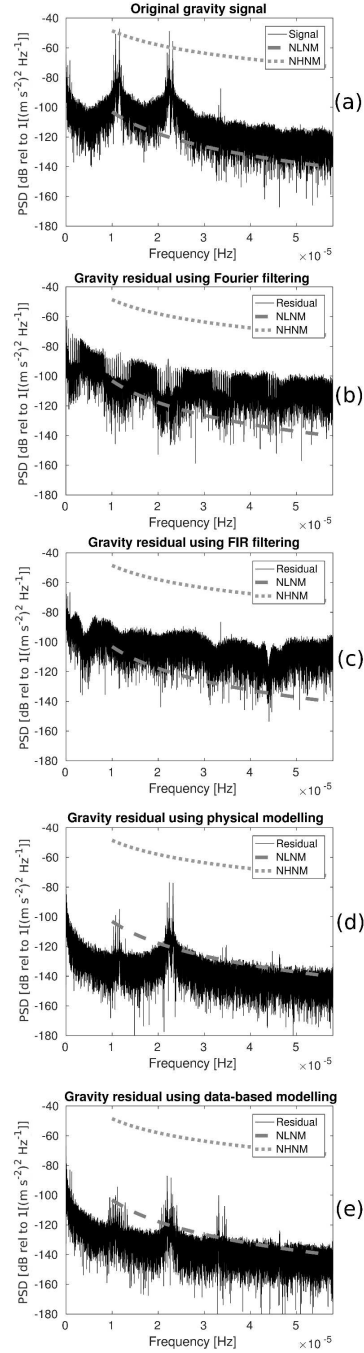 Original gravity signal
-40
-60
-80
-100
-120
-140
-160
-180
PSD [dB rel to 1[(m s⁻²)² Hz⁻¹]]
Signal
NLNM
NHNM
0 1 2 3 4 5
Frequency [Hz]
× 10⁻⁵
(a)
Gravity residual using Fourier filtering
-40
-60
-80
-100
-120
-140
-160
-180
PSD [dB rel to 1[(m s⁻²)² Hz⁻¹]]
Residual
NLNM
NHNM
0 1 2 3 4 5
Frequency [Hz]
× 10⁻⁵
(b)
Gravity residual using FIR filtering
-40
-60
-80
-100
-120
-140
-160
-180
PSD [dB rel to 1[(m s⁻²)² Hz⁻¹]]
Residual
NLNM
NHNM
0 1 2 3 4 5
Frequency [Hz]
× 10⁻⁵
(c)
Gravity residual using physical modelling
-40
-60
-80
-100
-120
-140
-160
-180
PSD [dB rel to 1[(m s⁻²)² Hz⁻¹]]
Residual
NLNM
NHNM
0 1 2 3 4 5
Frequency [Hz]
× 10⁻⁵
(d)
Gravity residual using data-based modelling
-40
-60
-80
-100
-120
-140
-160
-180
PSD [dB rel to 1[(m s⁻²)² Hz⁻¹]]
Residual
NLNM
NHNM
0 1 2 3 4 5
Frequency [Hz]
× 10⁻⁵
(e)